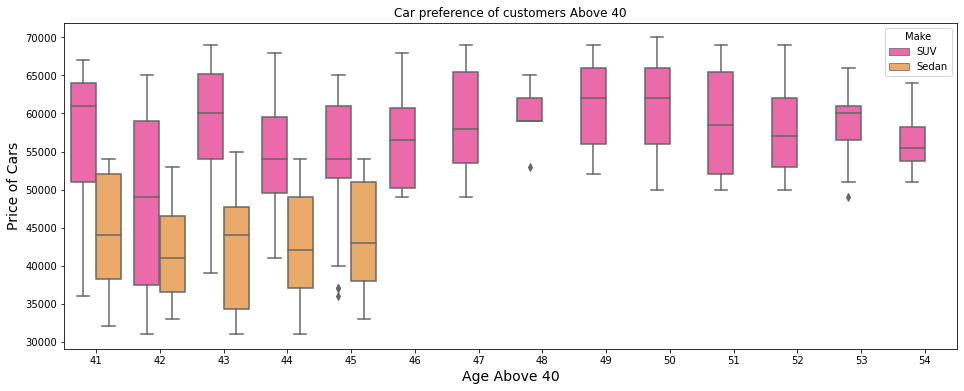 Car preference of customers Above 40
Make
SUV
Sedan
Price of Cars
70000
65000
60000
55000
50000
45000
40000
35000
30000
41 42 43 44 45 46 47 48 49 50 51 52 53 54
Age Above 40